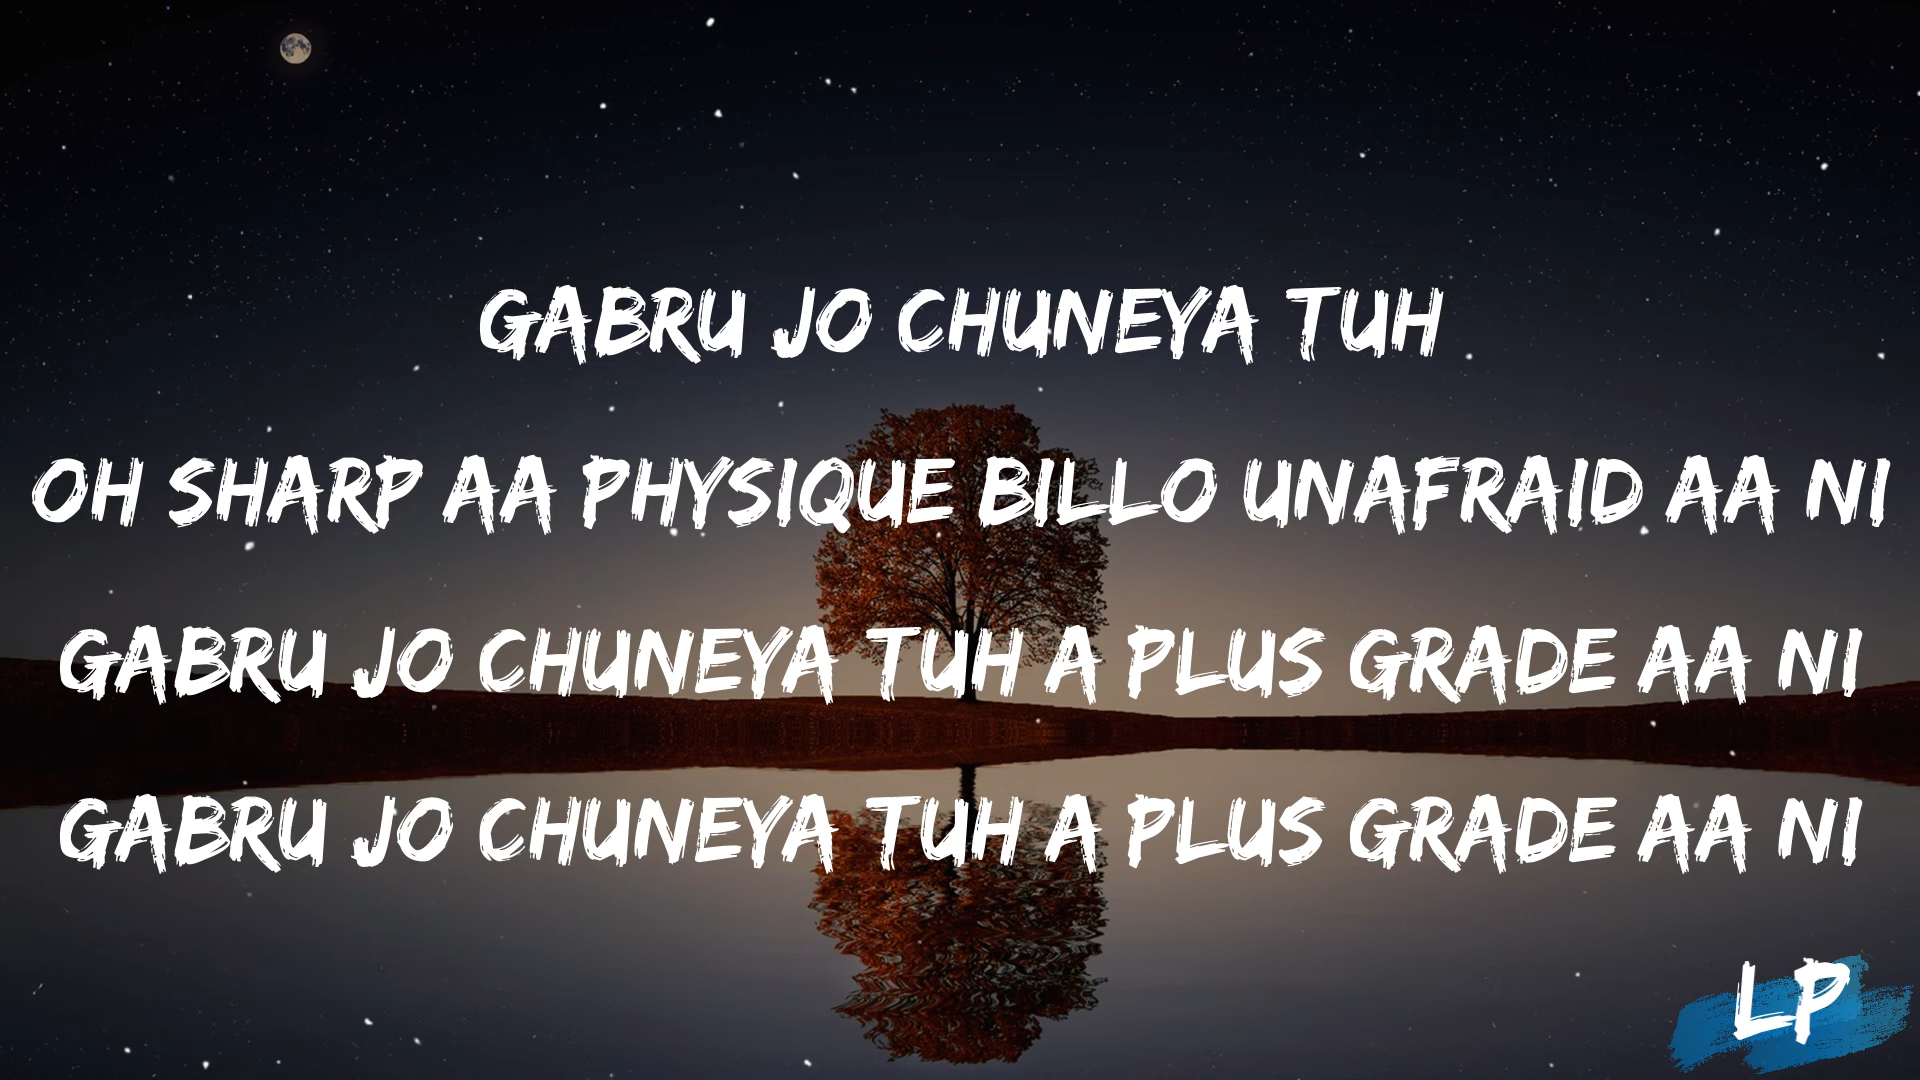 GABRU JO CHUNEYA TUH
OH SHARP AA PHYSIQUE BILLO UNAFRAID AA NI
GABRU JO CHUNEYA TUH A PLUS GRADE AA NI
GABRU JO CHUNEYA TUH A PLUS GRADE AA NI
LP